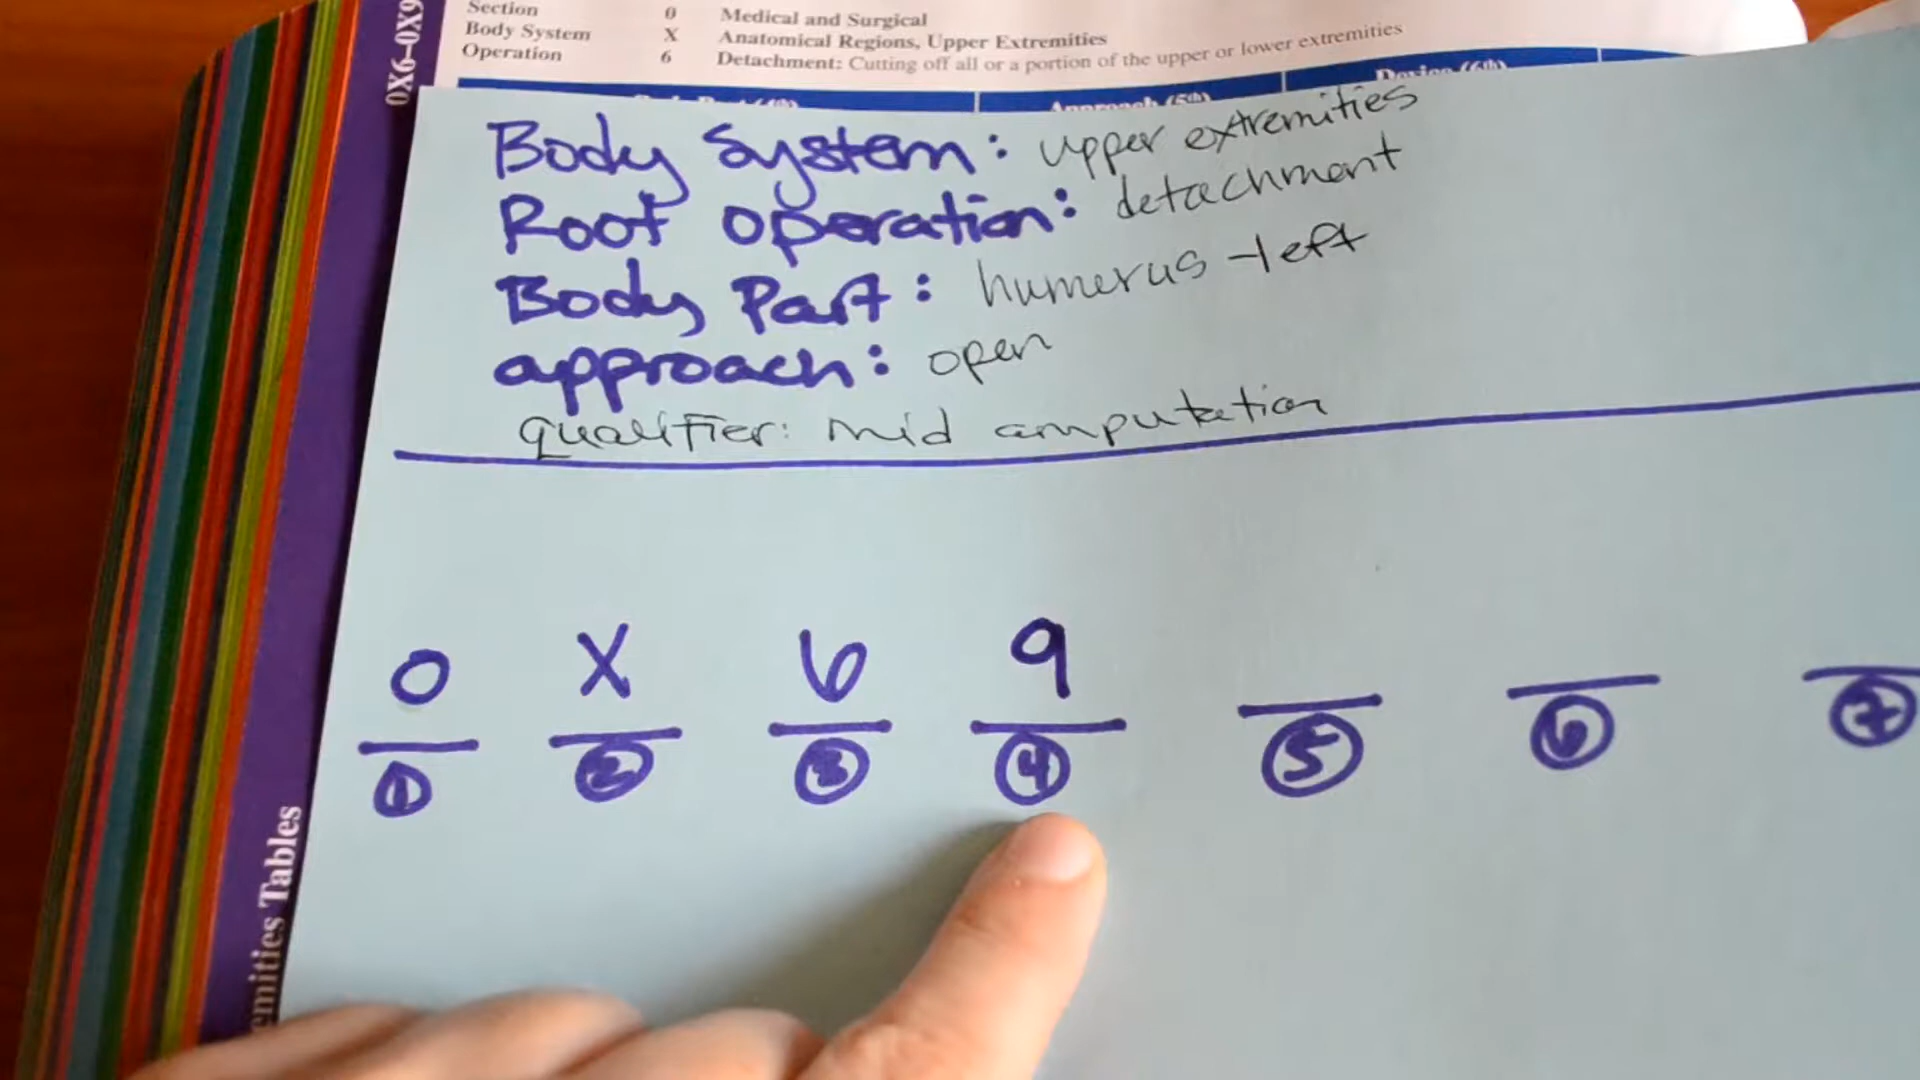 Section 0 Medical and Surgical
Body System X Anatomical Regions, Upper Extremities
Operation 6 Detachment: Cutting off all or a portion of the upper or lower extremities
0X6–0X9
Body System: upper extremities
Root operation: detachment
Body Part: humerus - left
approach: open
Qualifier: mid amputation
0 X 6 9
1 2 3 4 5 6 7
emities Tables